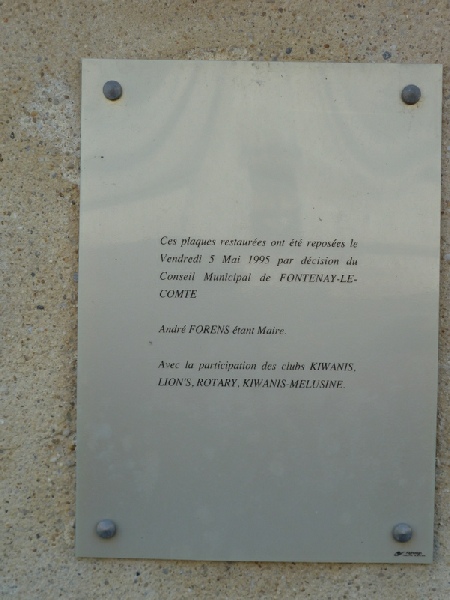 Ces plaques restaurées ont été reposées le
Vendredi 5 Mai 1995 par décision du
Conseil Municipal de FONTENAY-LE-
COMTE
André FORENS étant Maire.
Avec la participation des clubs KIWANIS,
LION'S, ROTARY, KIWANIS-MELUSINE.